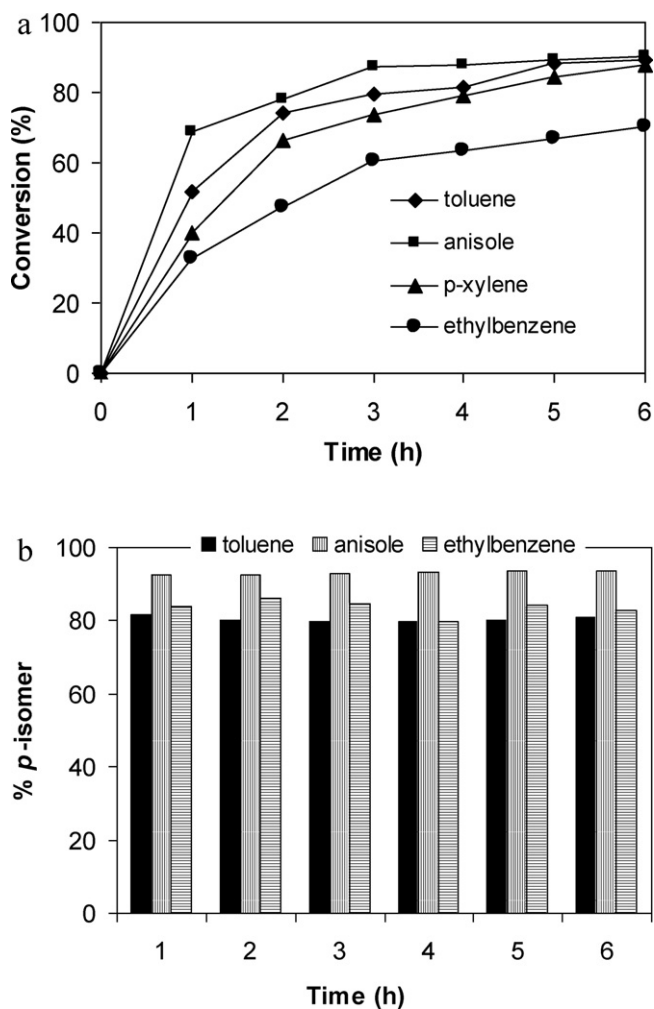 a
100
80
60
40
20
0
Conversion (%)
toluene
anisole
p-xylene
ethylbenzene
0 1 2 3 4 5 6
Time (h)
b
toluene anisole ethylbenzene
100
80
60
40
20
0
% p-isomer
1 2 3 4 5 6
Time (h)